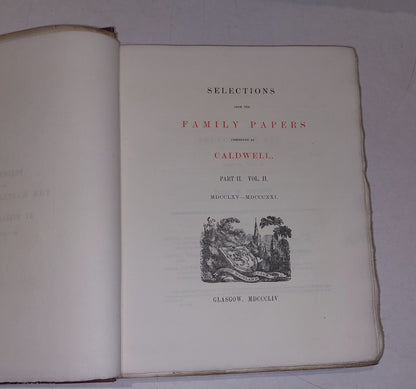 SELECTIONS
FROM THE
FAMILY PAPERS
PRESERVED AT
CALDWELL.
PART II. VOL. II.
MDCCLXV—MDCCCXXI.
GLASGOW, MDCCCLIV.